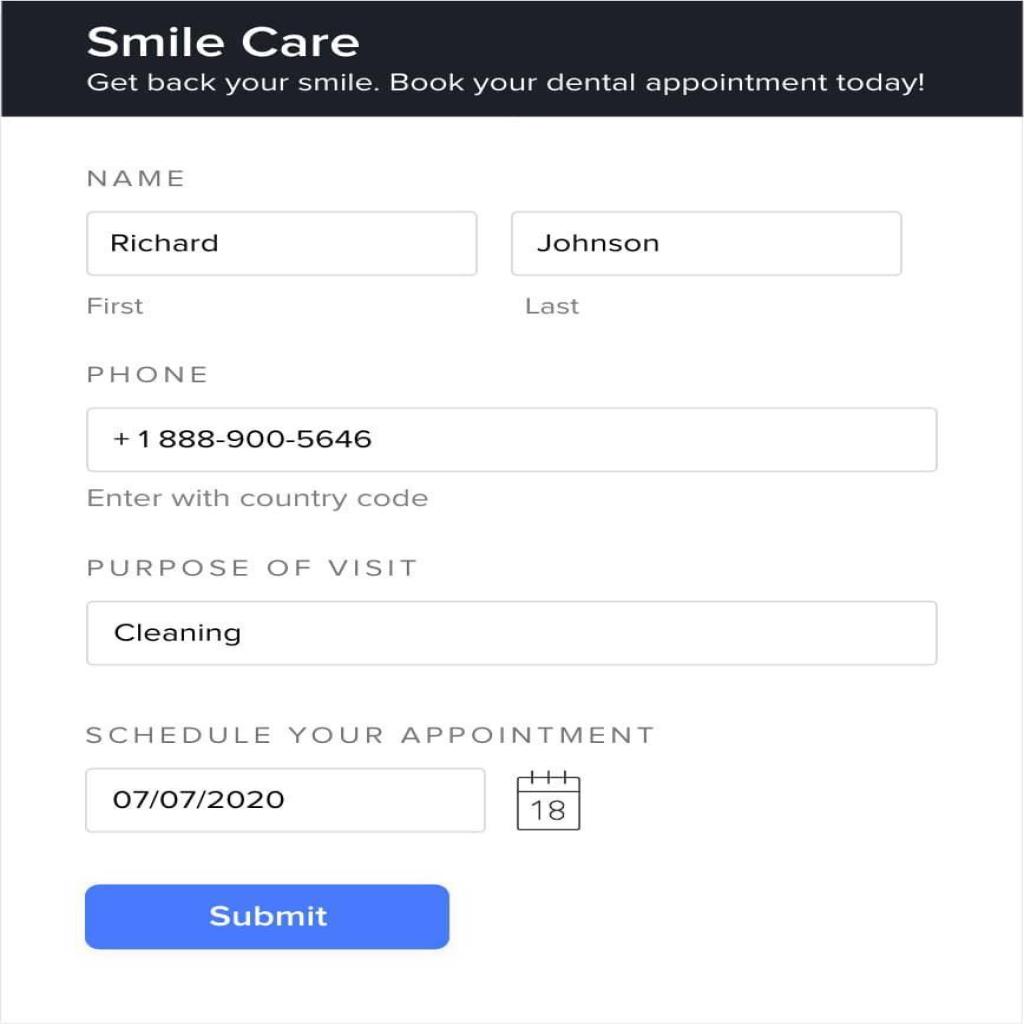 Smile Care
Get back your smile. Book your dental appointment today!
NAME
Richard Johnson
First Last
PHONE
+ 1 888-900-5646
Enter with country code
PURPOSE OF VISIT
Cleaning
SCHEDULE YOUR APPOINTMENT
07/07/2020 18
Submit